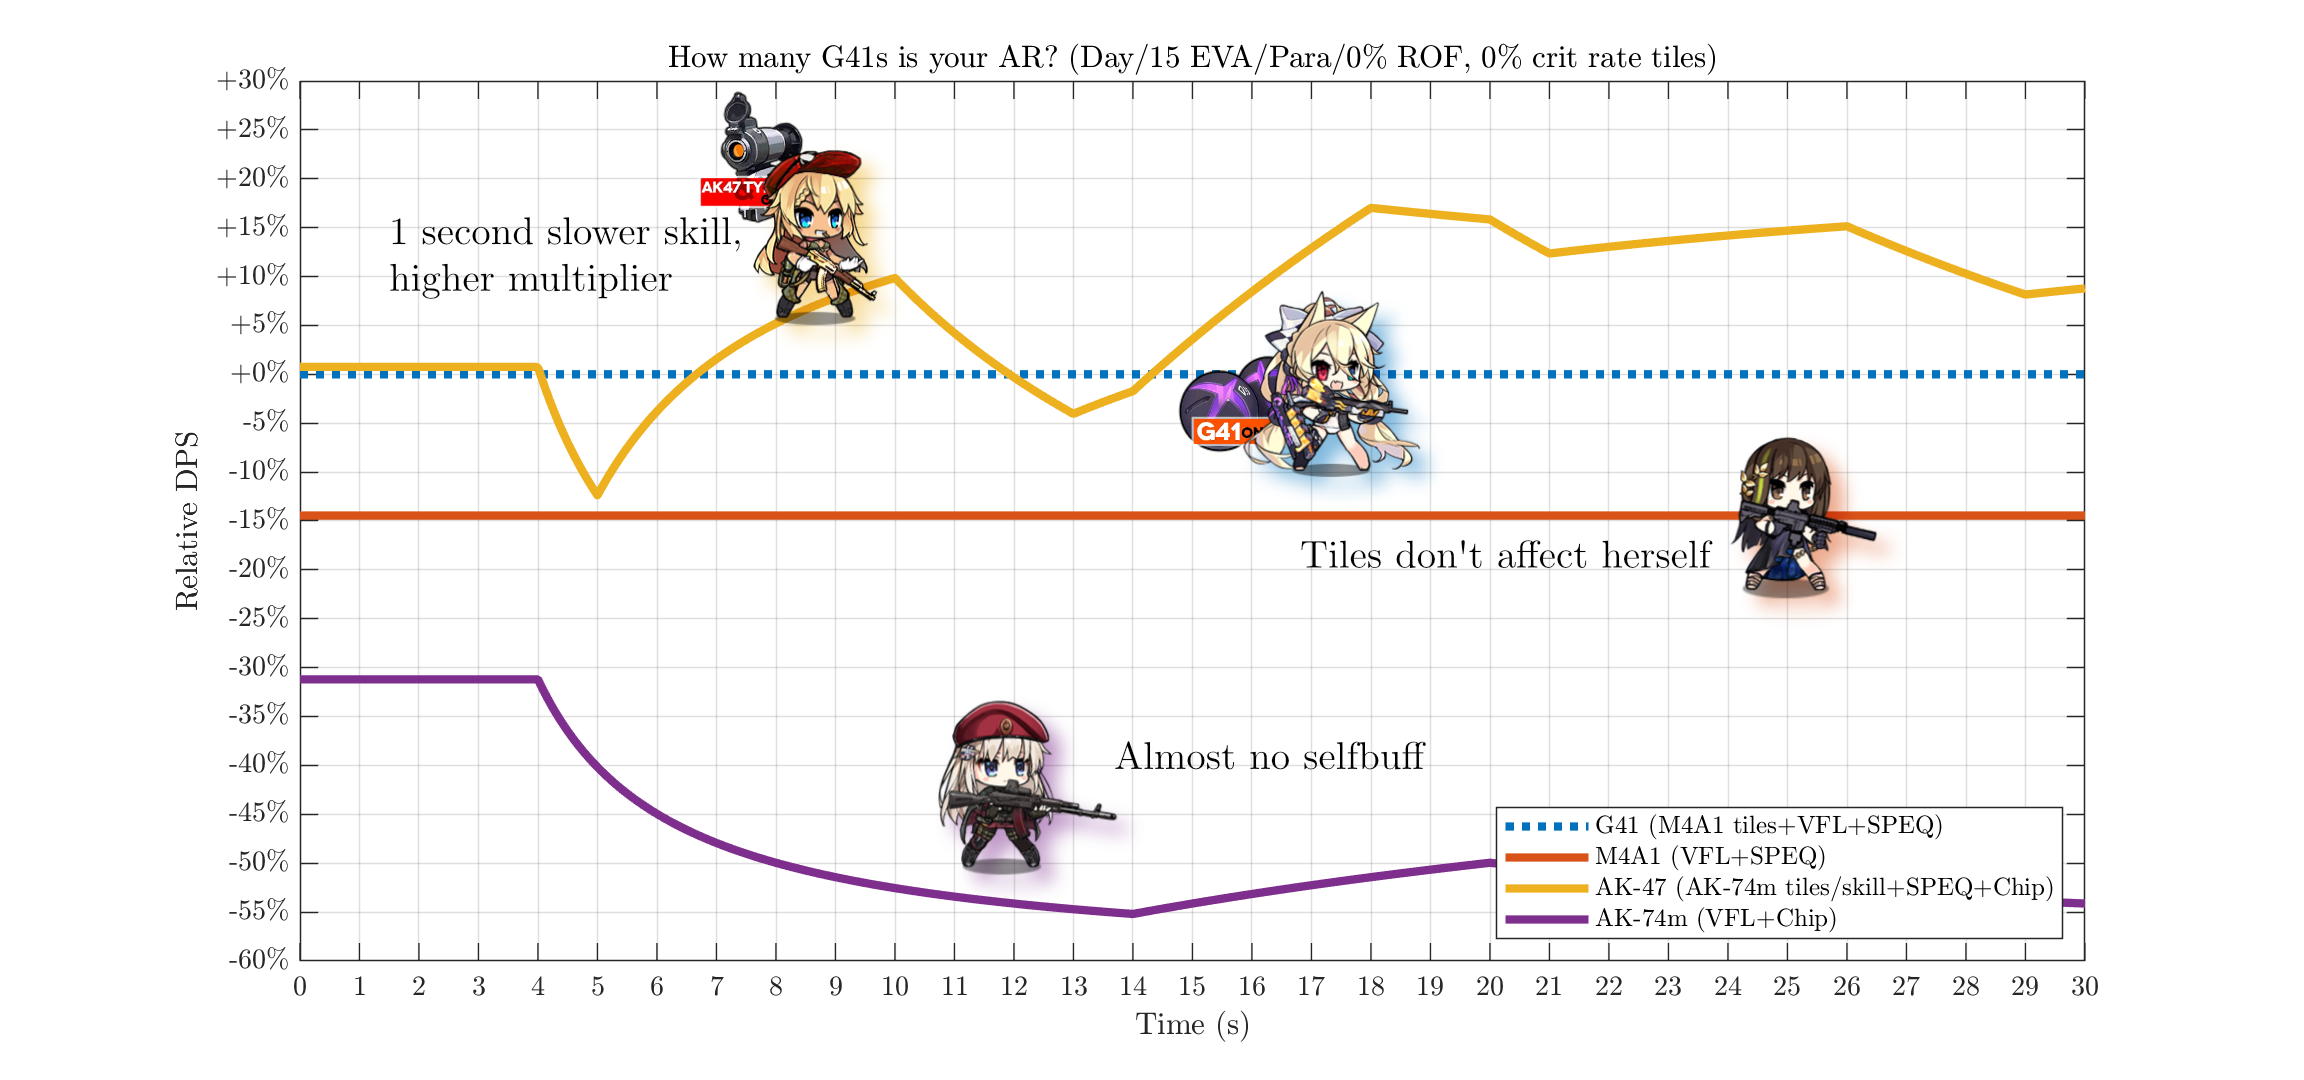 How many G41s is your AR? (Day/15 EVA/Para/0% ROF, 0% crit rate tiles)
+30%
+25%
+20%
+15%
+10%
+5%
+0%
-5%
-10%
-15%
-20%
-25%
-30%
-35%
-40%
-45%
-50%
-55%
-60%
Relative DPS
AK47 TY
1 second slower skill,
higher multiplier
G41 ON
Tiles don't affect herself
Almost no selfbuff
G41 (M4A1 tiles+VFL+SPEQ)
M4A1 (VFL+SPEQ)
AK-47 (AK-74m tiles/skill+SPEQ+Chip)
AK-74m (VFL+Chip)
0 1 2 3 4 5 6 7 8 9 10 11 12 13 14 15 16 17 18 19 20 21 22 23 24 25 26 27 28 29 30
Time (s)